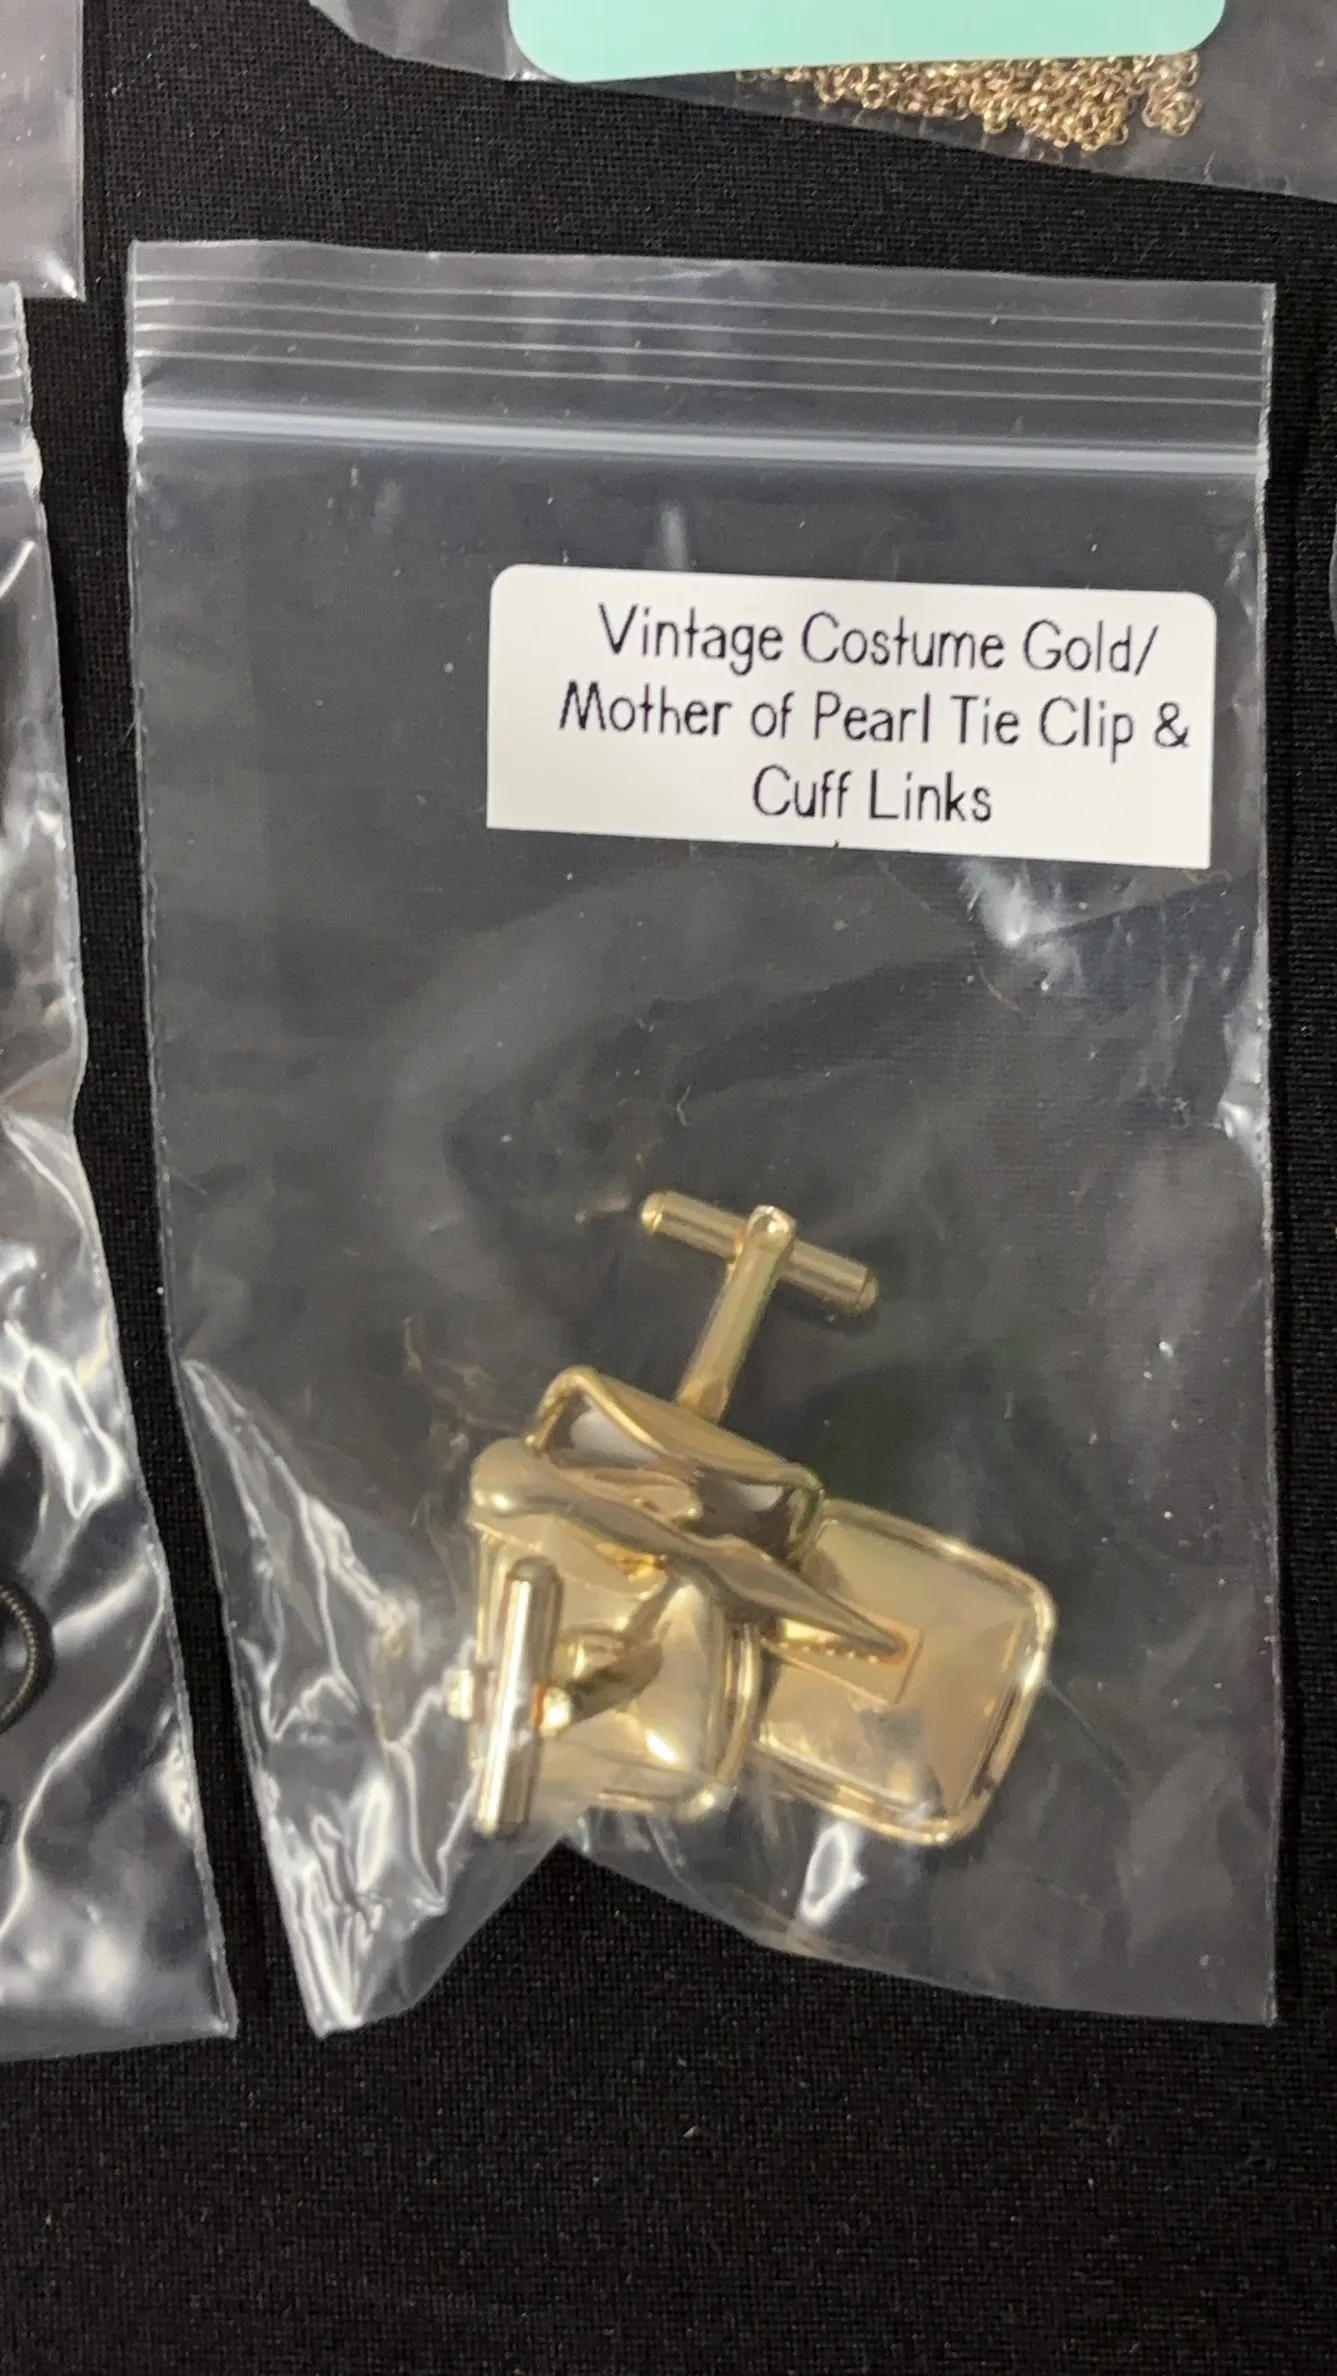 Vintage Costume Gold/
Mother of Pearl Tie Clip &
Cuff Links